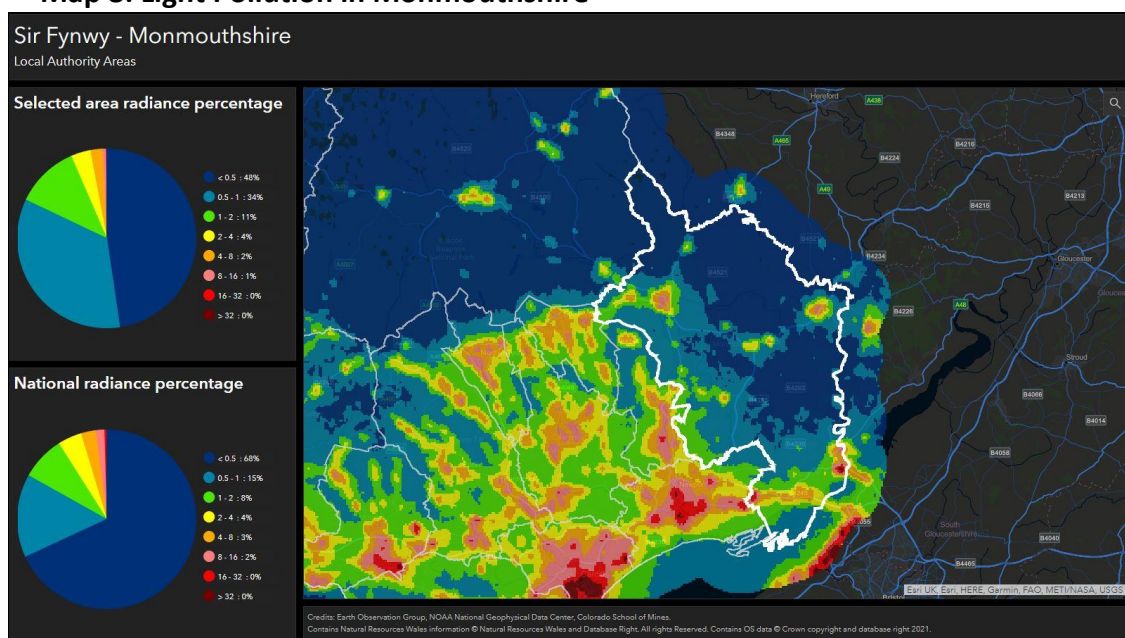 Map 8: Light Pollution in Monmouthshire
Sir Fynwy - Monmouthshire
Local Authority Areas
Selected area radiance percentage
< 0.5 : 48%
0.5 - 1 : 34%
1 - 2 : 11%
2 - 4 : 4%
4 - 8 : 2%
8 - 16 : 1%
16 - 32 : 0%
> 32 : 0%
National radiance percentage
< 0.5 : 68%
0.5 - 1 : 15%
1 - 2 : 8%
2 - 4 : 4%
4 - 8 : 3%
8 - 16 : 2%
16 - 32 : 0%
> 32 : 0%
Hereford
A438
B4348
A465
B4224
B4216
A49
B4215
B4213
B4234
Gloucester
B4226
A48
Stroud
B4066
B4014
B4058
South
Gloucestershire
B4040
B4465
Bristol
Esri UK, Esri, HERE, Garmin, FAO, METI/NASA, USGS
Credits: Earth Observation Group, NOAA National Geophysical Data Center, Colorado School of Mines.
Contains Natural Resources Wales information © Natural Resources Wales and Database Right. All rights Reserved. Contains OS data © Crown copyright and database right 2021.